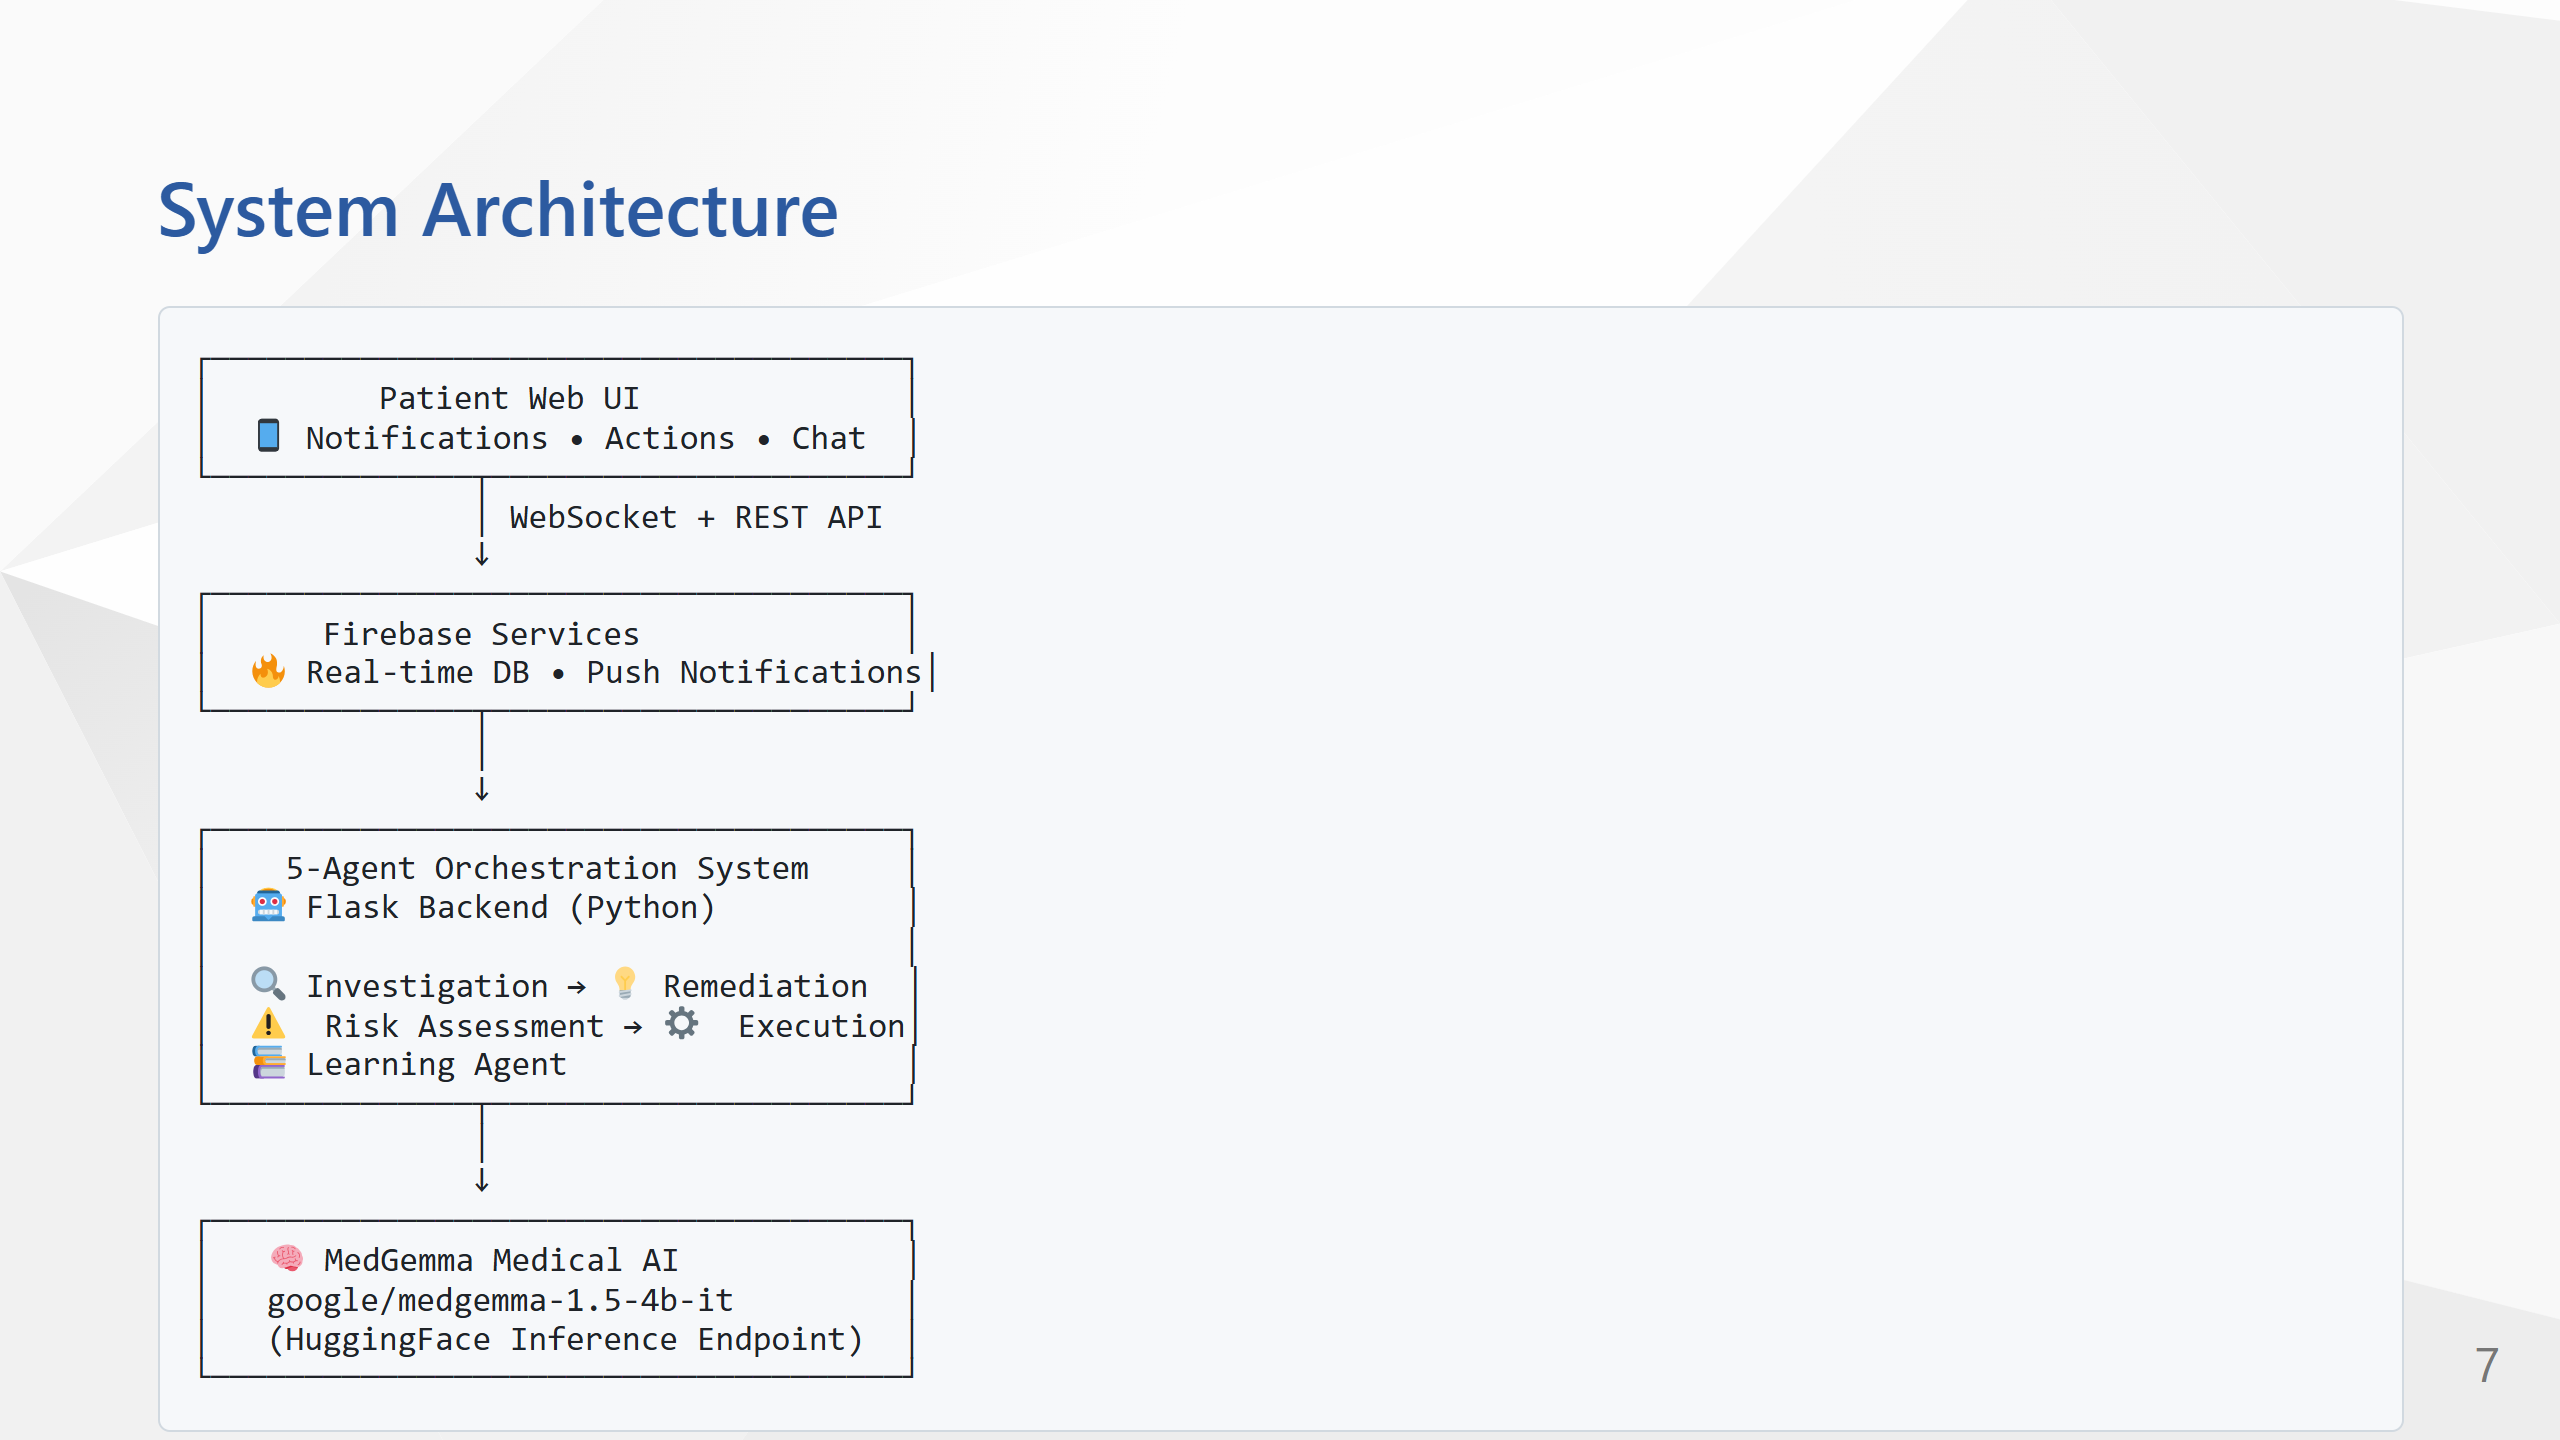 System Architecture
Patient Web UI
📱 Notifications • Actions • Chat
WebSocket + REST API
↓
Firebase Services
🔥 Real-time DB • Push Notifications
↓
5-Agent Orchestration System
🤖 Flask Backend (Python)
🔍 Investigation → 💡 Remediation
⚠️ Risk Assessment → ⚙️ Execution
📚 Learning Agent
↓
🧠 MedGemma Medical AI
google/medgemma-1.5-4b-it
(HuggingFace Inference Endpoint)
7